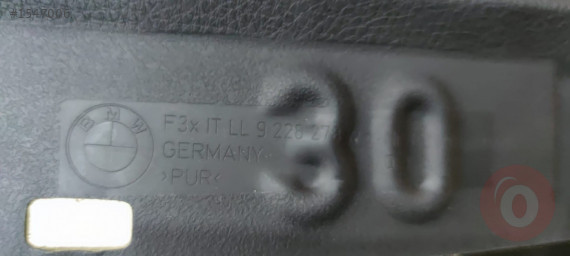 30
BMW
F3x IT LL 9 228 27
GERMANY
>PUR<